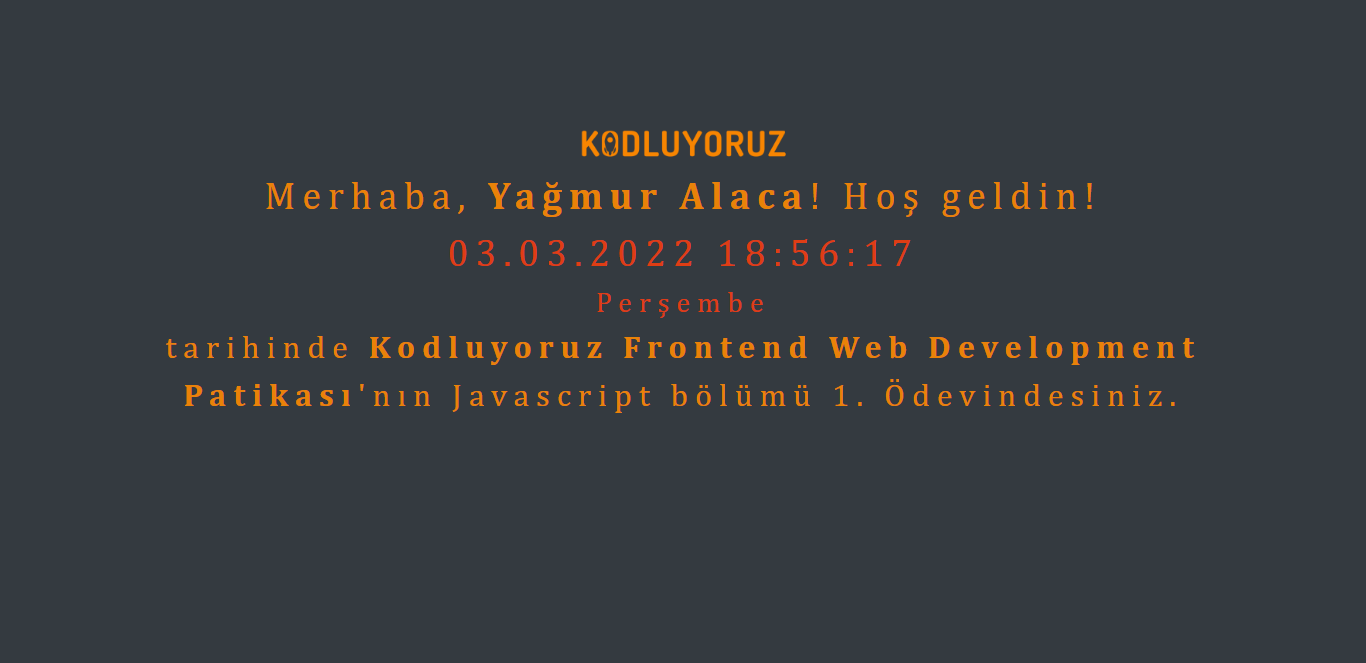 KODLUYORUZ
Merhaba, Yağmur Alaca! Hoş geldin!
03.03.2022 18:56:17
Perşembe
tarihinde Kodluyoruz Frontend Web Development
Patikası'nın Javascript bölümü 1. Ödevindesiniz.